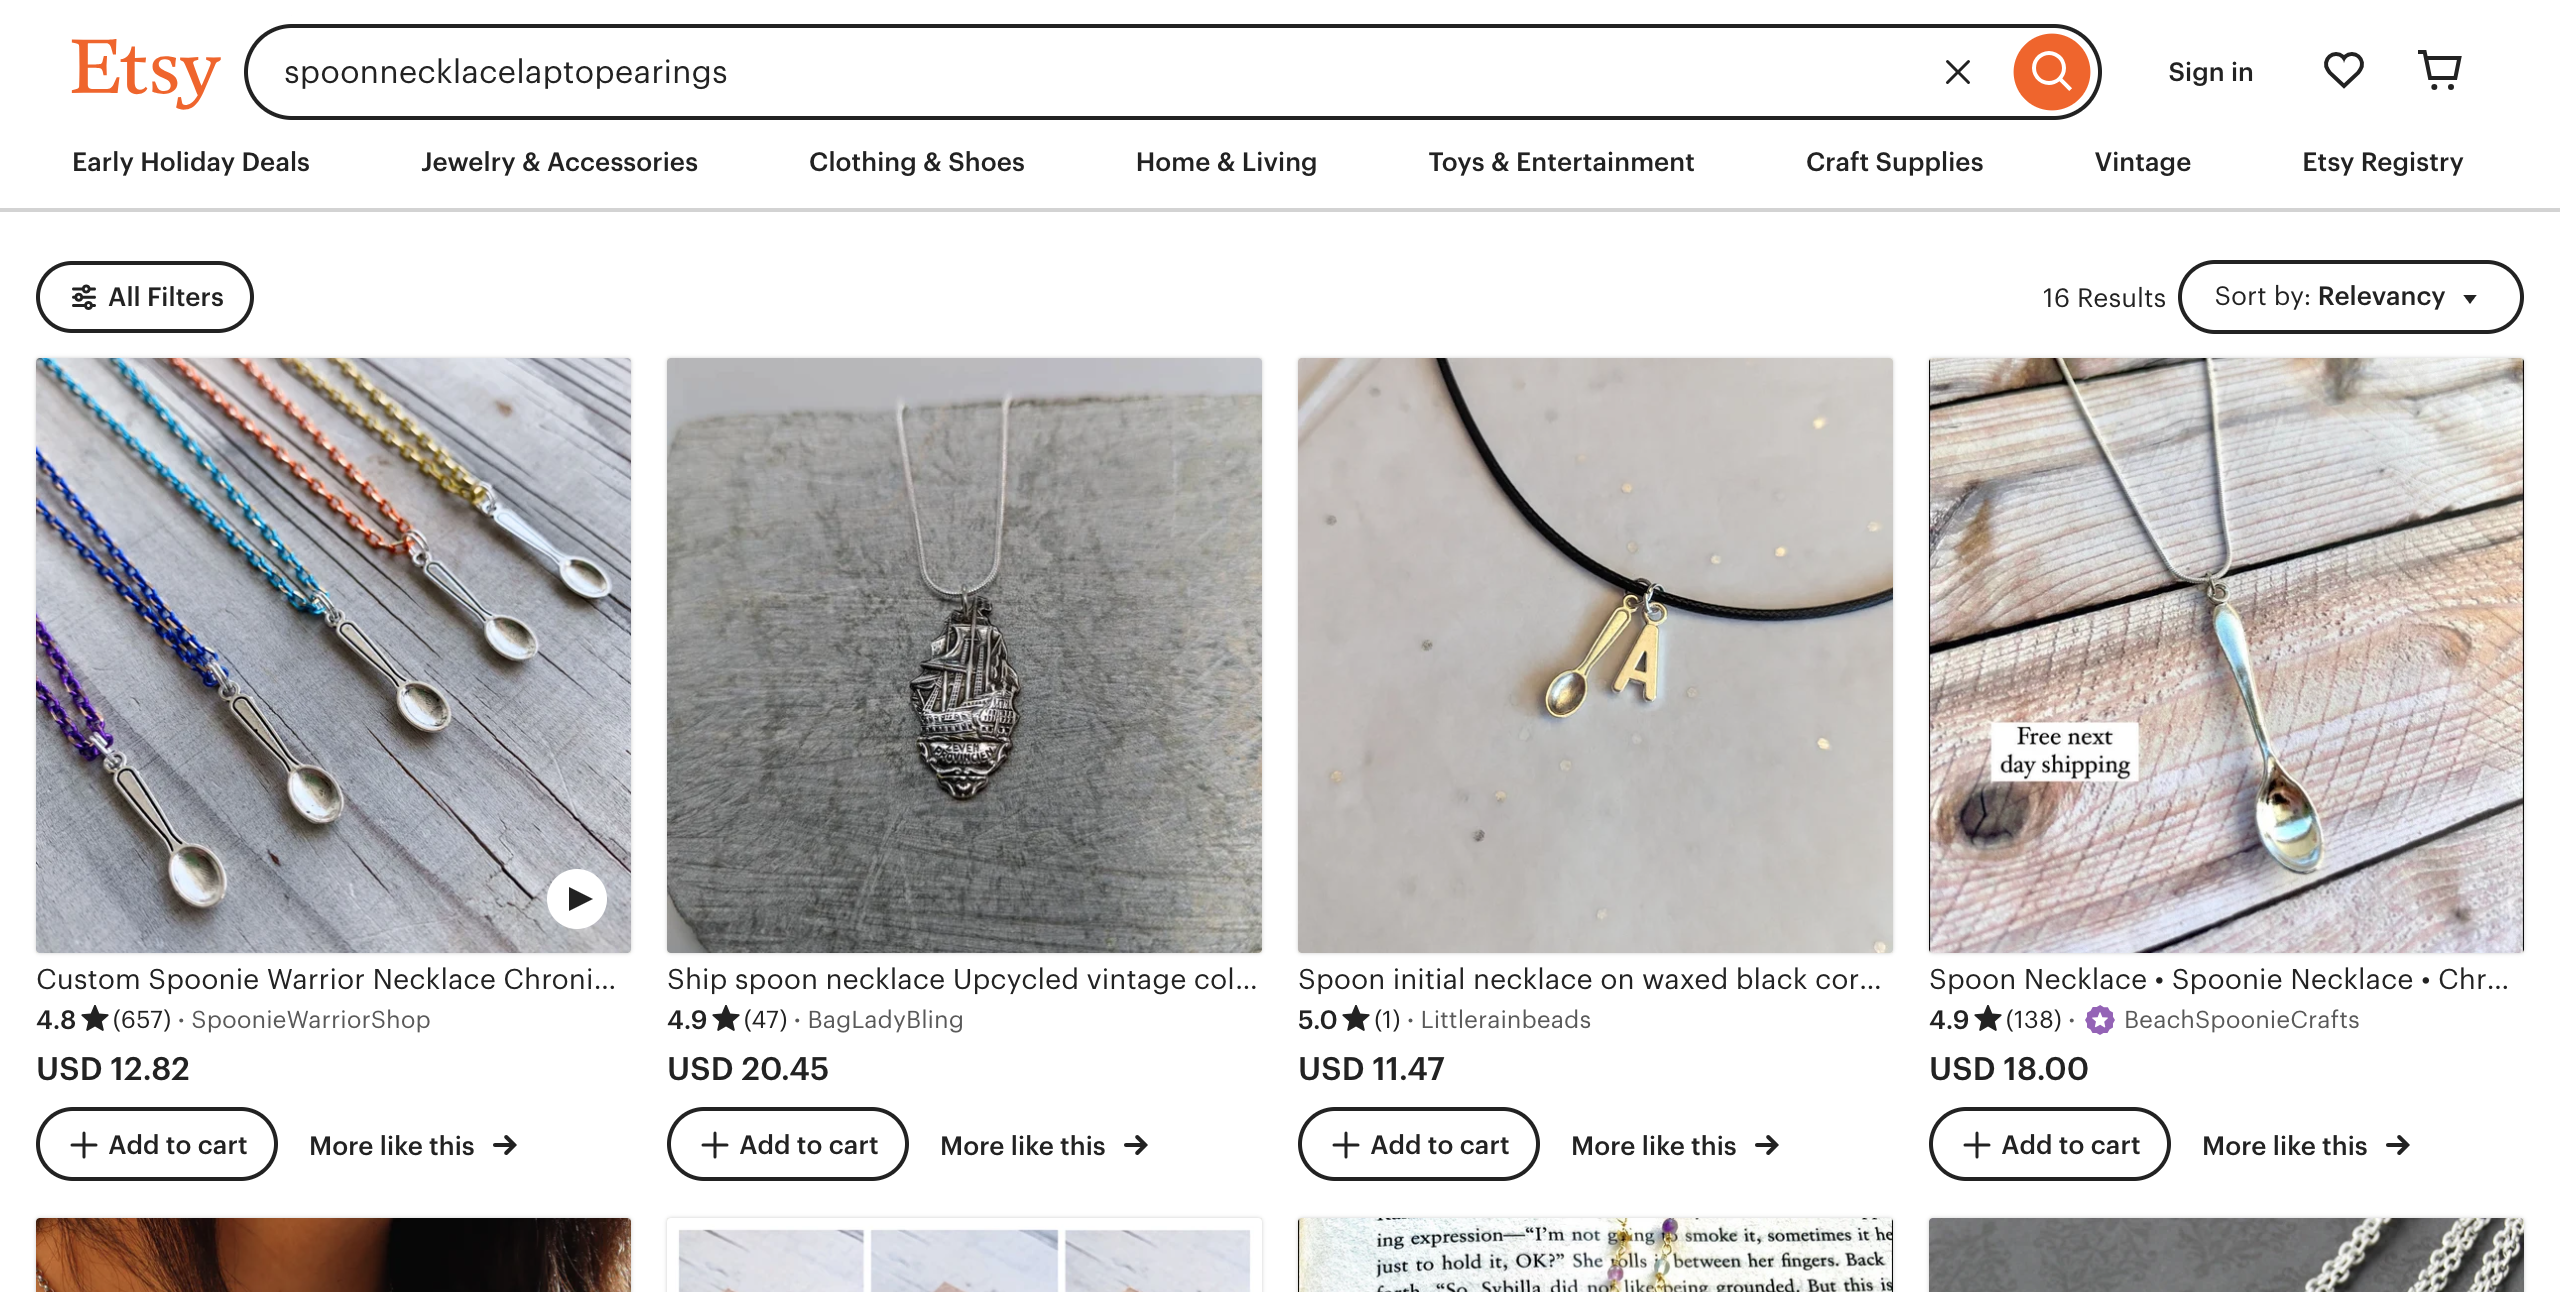 Etsy
spoonnecklacelaptopearings
Sign in
Early Holiday Deals
Jewelry & Accessories
Clothing & Shoes
Home & Living
Toys & Entertainment
Craft Supplies
Vintage
Etsy Registry
All Filters
16 Results
Sort by: Relevancy
ZEVEN
PROVINCIEN
A
Free next
day shipping
Custom Spoonie Warrior Necklace Chroni...
4.8 ★ (657) · SpoonieWarriorShop
USD 12.82
+ Add to cart
More like this →
Ship spoon necklace Upcycled vintage col...
4.9 ★ (47) · BagLadyBling
USD 20.45
+ Add to cart
More like this →
Spoon initial necklace on waxed black cor...
5.0 ★ (1) · Littlerainbeads
USD 11.47
+ Add to cart
More like this →
Spoon Necklace • Spoonie Necklace • Chr...
4.9 ★ (138) · BeachSpoonieCrafts
USD 18.00
+ Add to cart
More like this →
ing expression—“I'm not going to smoke it, sometimes it he
just to hold it, OK?” She rolls between her fingers. Back
“So, Sybilla did not like being grounded. But this is